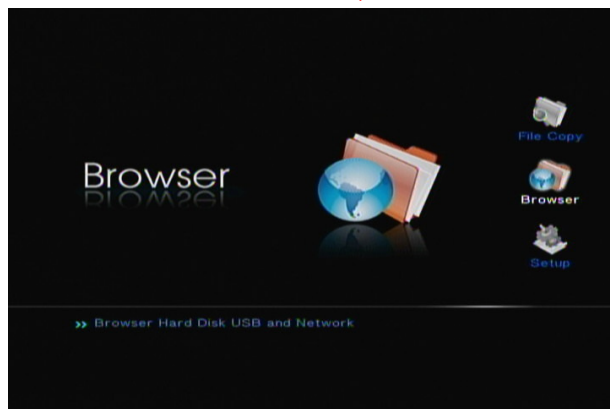 Browser
File Copy
Browser
Setup
›› Browser Hard Disk USB and Network